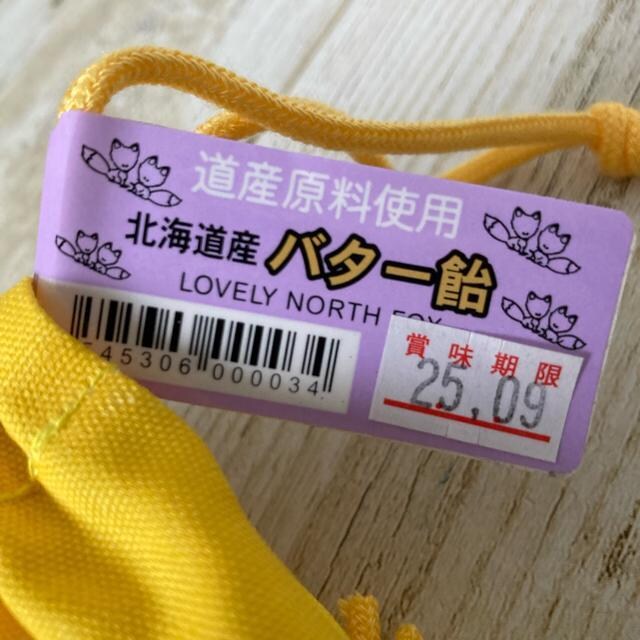 道産原料使用
北海道産 バター飴
LOVELY NORTH FOX
45306 000034
賞味期限
25.09